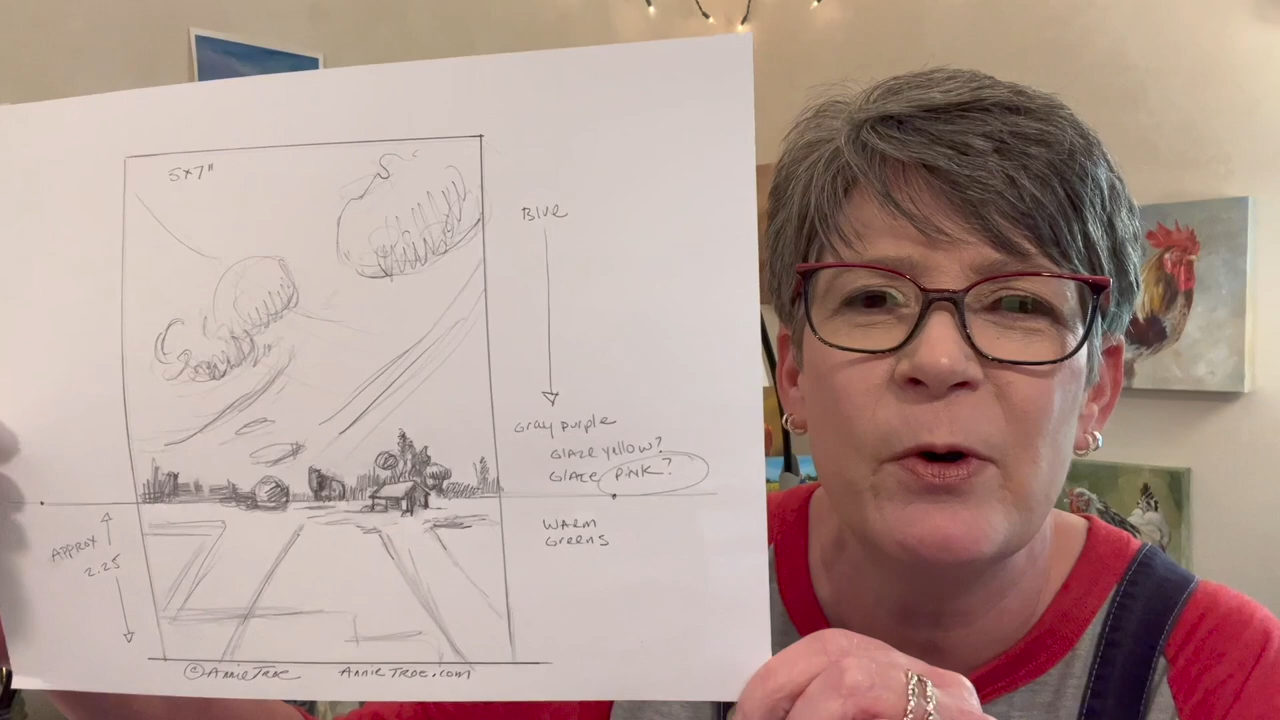 5x7"
Blue
Gray purple
Glaze yellow?
Glaze pink?
Approx
2.25
Warm
Greens
©AnnieTroe AnnieTroe.com